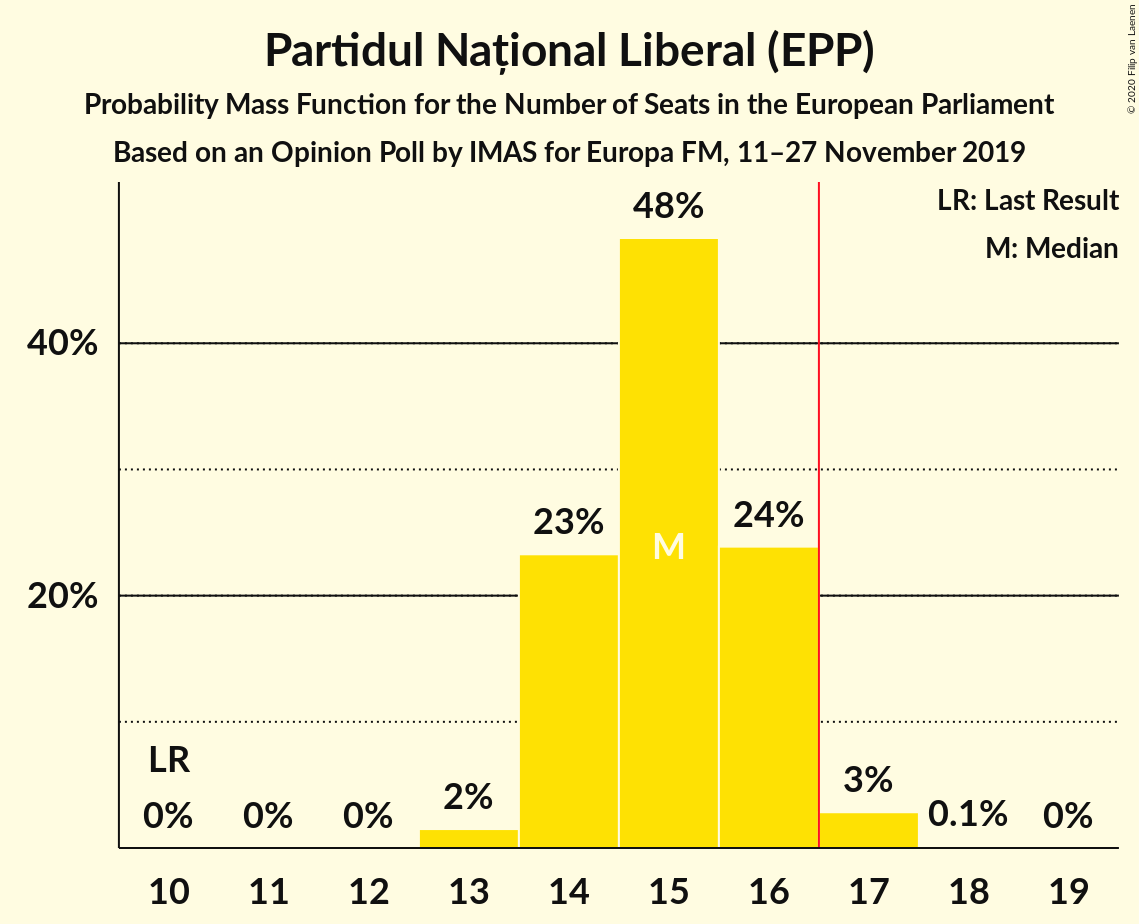 Partidul Național Liberal (EPP)
Probability Mass Function for the Number of Seats in the European Parliament
Based on an Opinion Poll by IMAS for Europa FM, 11–27 November 2019
© 2020 Filip van Laenen
LR: Last Result
M: Median
48%
40%
24%
23%
M
20%
LR
3%
2%
0%
0%
0%
0.1%
0%
10 11 12 13 14 15 16 17 18 19